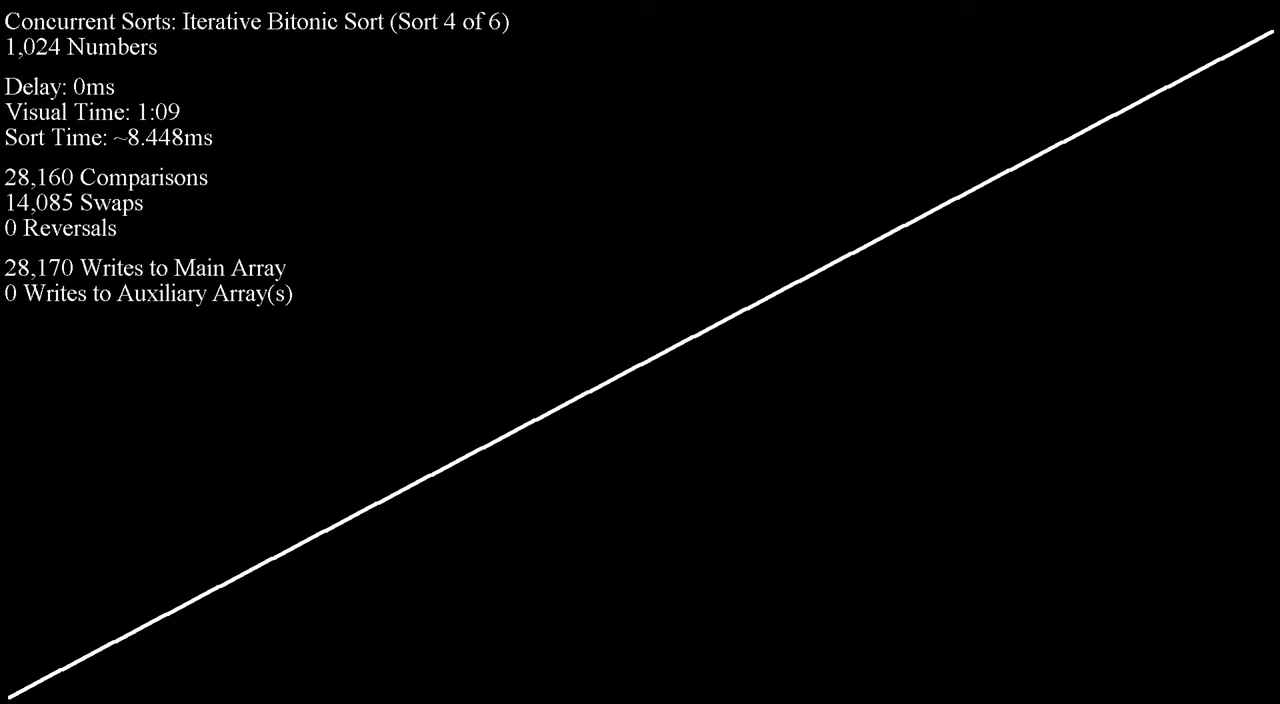 Concurrent Sorts: Iterative Bitonic Sort (Sort 4 of 6)
1,024 Numbers
Delay: 0ms
Visual Time: 1:09
Sort Time: ~8.448ms
28,160 Comparisons
14,085 Swaps
0 Reversals
28,170 Writes to Main Array
0 Writes to Auxiliary Array(s)